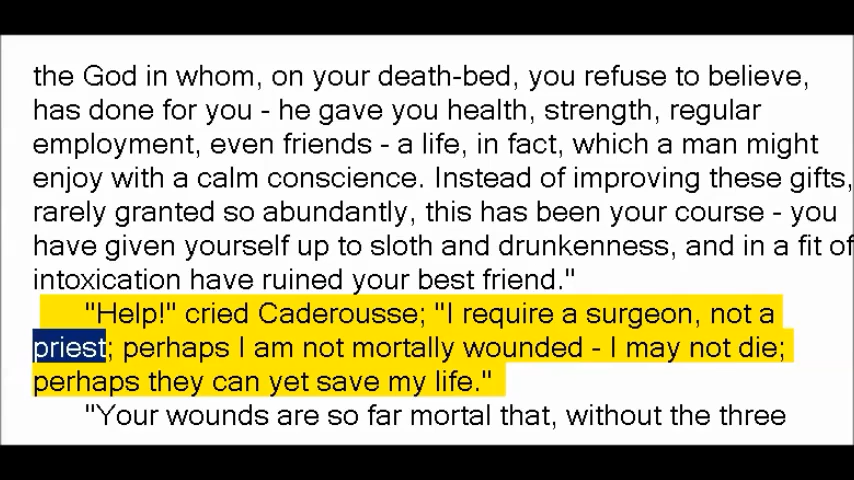 the God in whom, on your death-bed, you refuse to believe,
has done for you - he gave you health, strength, regular
employment, even friends - a life, in fact, which a man might
enjoy with a calm conscience. Instead of improving these gifts,
rarely granted so abundantly, this has been your course - you
have given yourself up to sloth and drunkenness, and in a fit of
intoxication have ruined your best friend."
"Help!" cried Caderousse; "I require a surgeon, not a
priest; perhaps I am not mortally wounded - I may not die;
perhaps they can yet save my life."
"Your wounds are so far mortal that, without the three